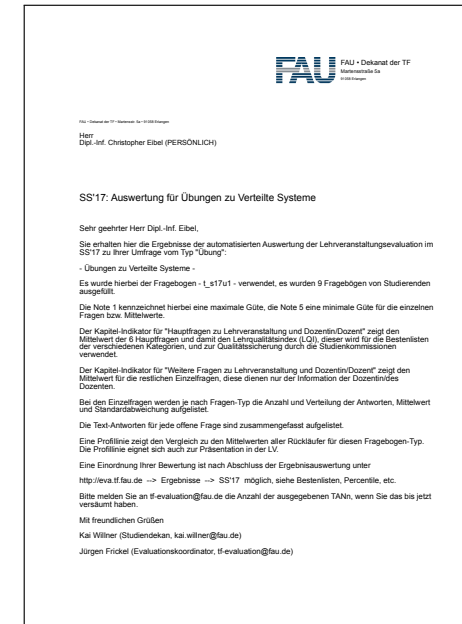 FAU
FAU • Dekanat der TF
Martensstraße 5a
91058 Erlangen
FAU • Dekanat der TF • Martensstr. 5a • 91058 Erlangen
Herr
Dipl.-Inf. Christopher Eibel (PERSÖNLICH)
SS'17: Auswertung für Übungen zu Verteilte Systeme
Sehr geehrter Herr Dipl.-Inf. Eibel,
Sie erhalten hier die Ergebnisse der automatisierten Auswertung der Lehrveranstaltungsevaluation im
SS'17 zu Ihrer Umfrage vom Typ "Übung":
- Übungen zu Verteilte Systeme -
Es wurde hierbei der Fragebogen - t_s17u1 - verwendet, es wurden 9 Fragebögen von Studierenden
ausgefüllt.
Die Note 1 kennzeichnet hierbei eine maximale Güte, die Note 5 eine minimale Güte für die einzelnen
Fragen bzw. Mittelwerte.
Der Kapitel-Indikator für "Hauptfragen zu Lehrveranstaltung und Dozentin/Dozent" zeigt den
Mittelwert der 6 Hauptfragen und damit den Lehrqualitätsindex (LQI), dieser wird für die Bestenlisten
der verschiedenen Kategorien, und zur Qualitätssicherung durch die Studienkommissionen
verwendet.
Der Kapitel-Indikator für "Weitere Fragen zu Lehrveranstaltung und Dozentin/Dozent" zeigt den
Mittelwert für die restlichen Einzelfragen, diese dienen nur der Information der Dozentin/des
Dozenten.
Bei den Einzelfragen werden je nach Fragen-Typ die Anzahl und Verteilung der Antworten, Mittelwert
und Standardabweichung aufgelistet.
Die Text-Antworten für jede offene Frage sind zusammengefasst aufgelistet.
Eine Profillinie zeigt den Vergleich zu den Mittelwerten aller Rückläufer für diesen Fragebogen-Typ.
Die Profillinie eignet sich auch zur Präsentation in der LV.
Eine Einordnung Ihrer Bewertung ist nach Abschluss der Ergebnisauswertung unter
http://eva.tf.fau.de --> Ergebnisse --> SS'17 möglich, siehe Bestenlisten, Percentile, etc.
Bitte melden Sie an tf-evaluation@fau.de die Anzahl der ausgegebenen TANn, wenn Sie das bis jetzt
versäumt haben.
Mit freundlichen Grüßen
Kai Willner (Studiendekan, kai.willner@fau.de)
Jürgen Frickel (Evaluationskoordinator, tf-evaluation@fau.de)